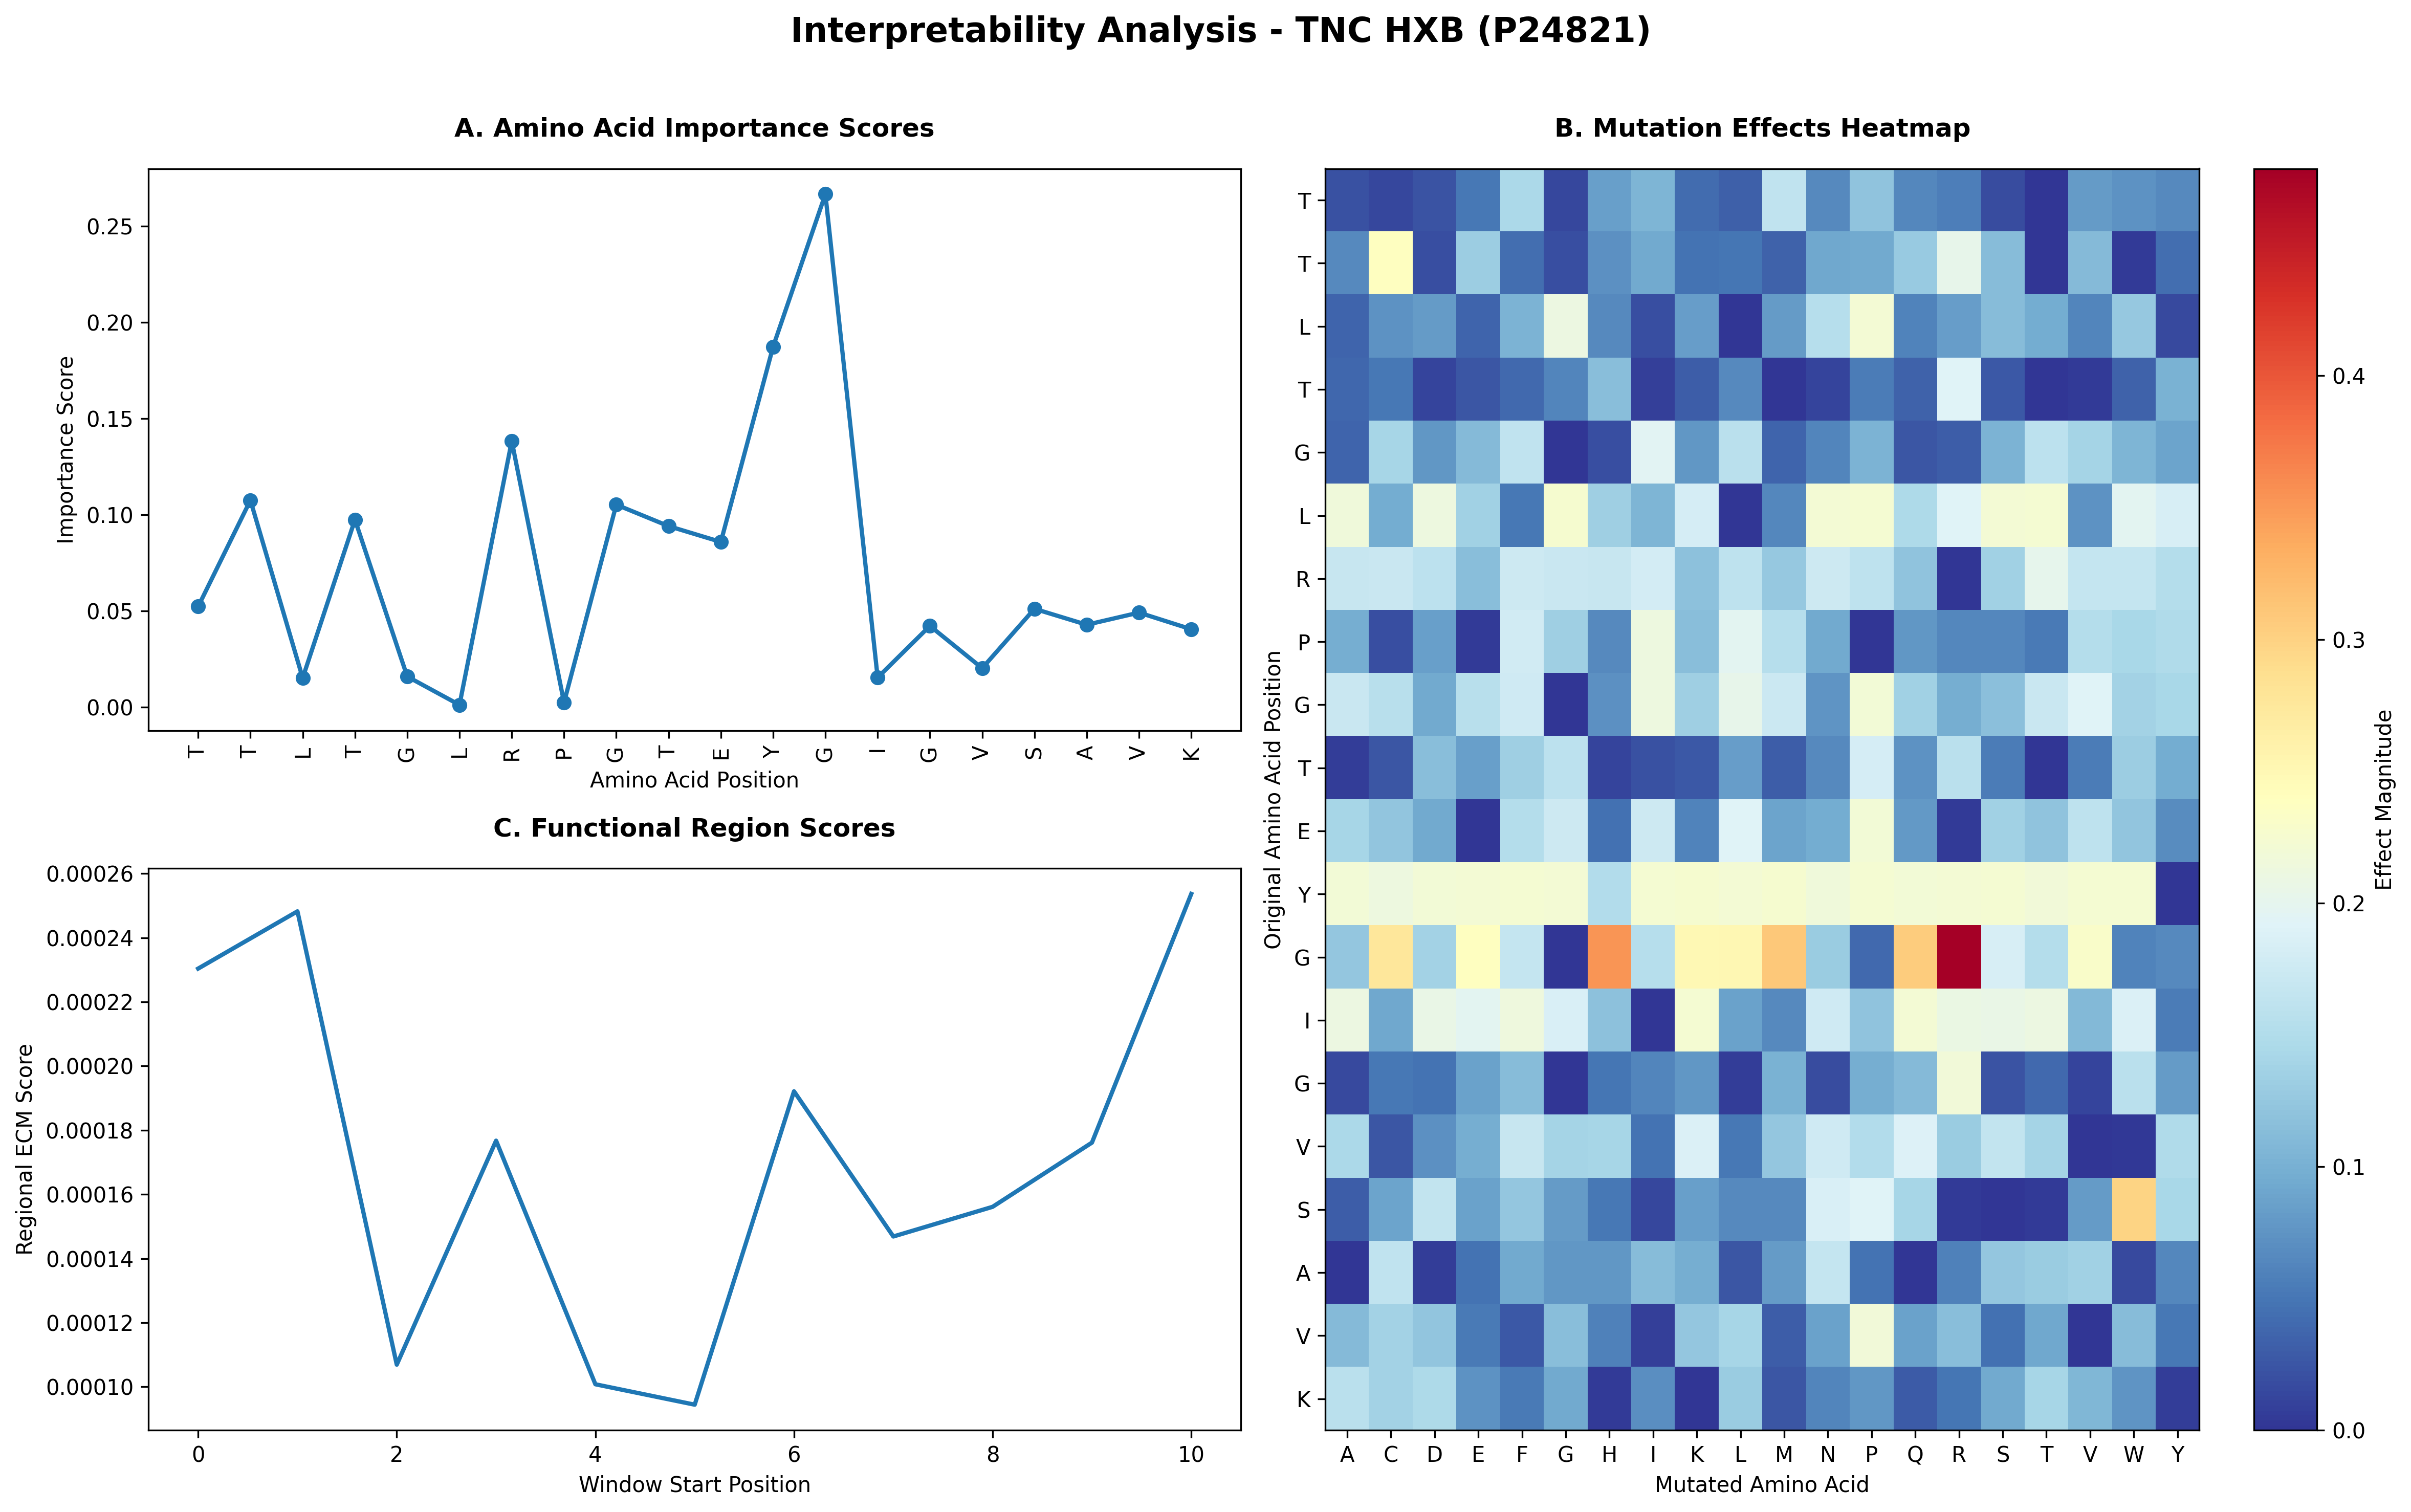 Interpretability Analysis - TNC HXB (P24821)
A. Amino Acid Importance Scores
Importance Score
0.25
0.20
0.15
0.10
0.05
0.00
T T L T G L R P G T E Y G I G V S A V K
Amino Acid Position
C. Functional Region Scores
Regional ECM Score
0.00026
0.00024
0.00022
0.00020
0.00018
0.00016
0.00014
0.00012
0.00010
0 2 4 6 8 10
Window Start Position
B. Mutation Effects Heatmap
Original Amino Acid Position
T
T
L
T
G
L
R
P
G
T
E
Y
G
I
G
V
S
A
V
K
A C D E F G H I K L M N P Q R S T V W Y
Mutated Amino Acid
0.4
0.3
0.2
0.1
0.0
Effect Magnitude